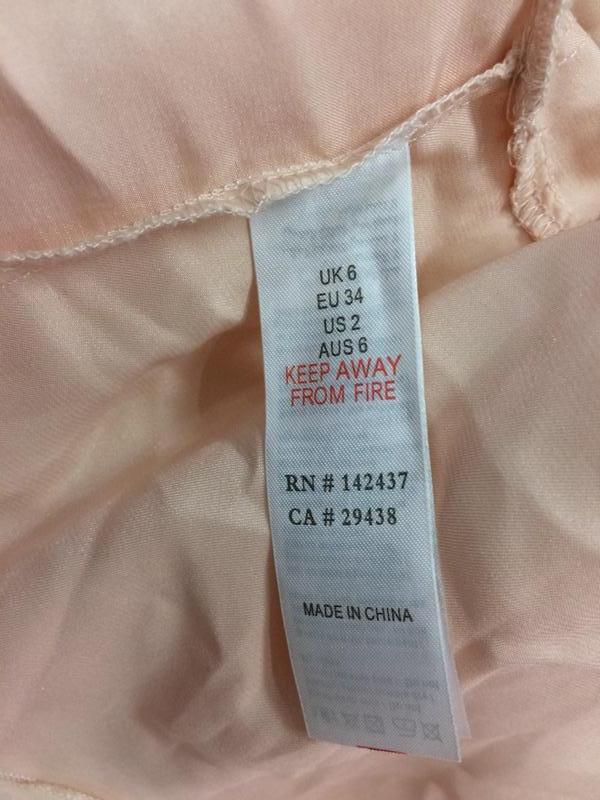 UK 6
EU 34
US 2
AUS 6
KEEP AWAY
FROM FIRE
RN # 142437
CA # 29438
MADE IN CHINA